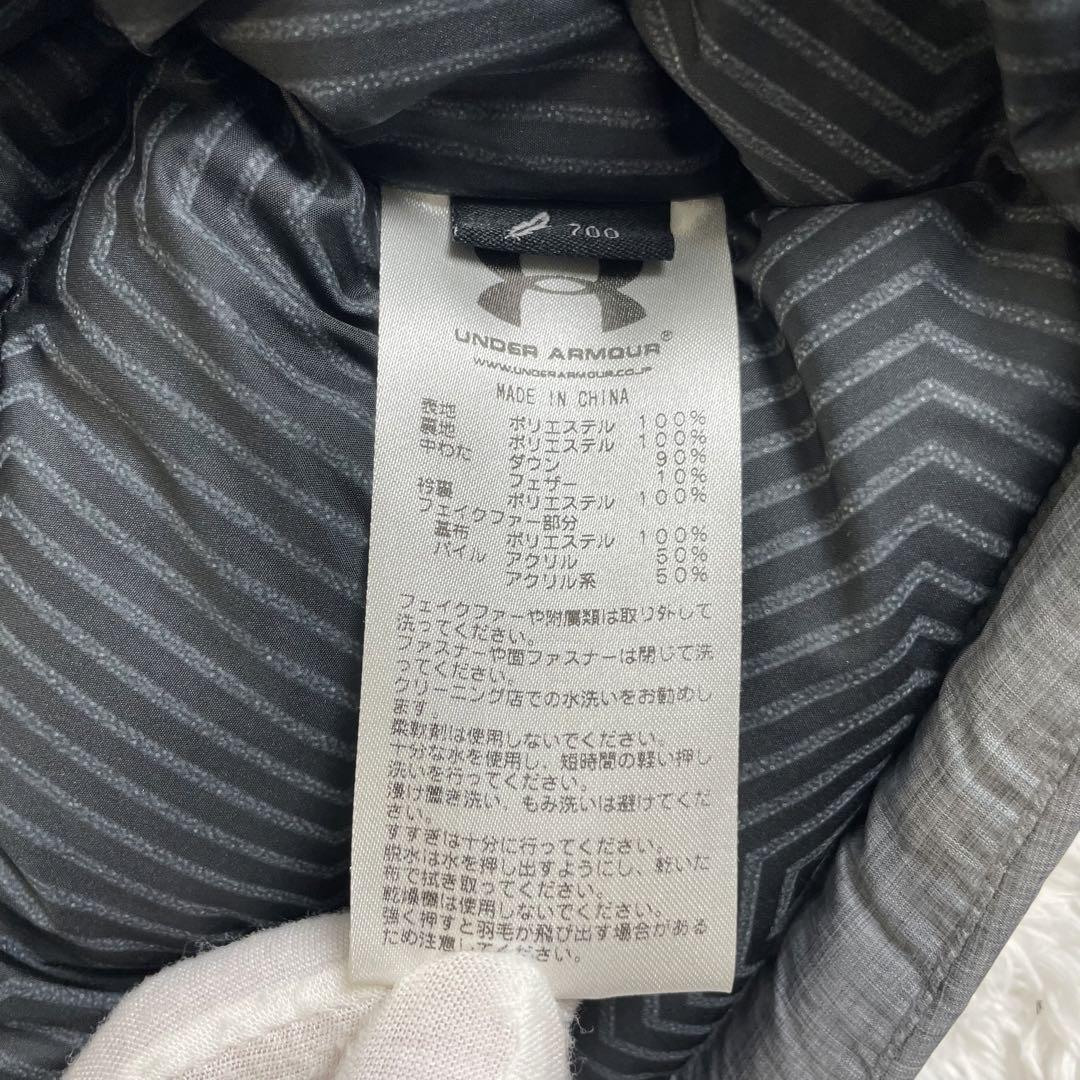 700
UNDER ARMOUR®
WWW.UNDERARMOUR.CO.JP
MADE IN CHINA
表地 ポリエステル 100%
裏地 ポリエステル 100%
中わた ダウン 90%
フェザー 10%
衿裏 ポリエステル 100%
フェイクファー部分
基布 ポリエステル 100%
パイル アクリル 50%
アクリル系 50%
フェイクファーや附属類は取り外して
洗ってください。
ファスナーや面ファスナーは閉じて洗
ってください。
クリーニング店での水洗いをお勧めし
ます。
柔軟剤は使用しないでください。
十分な水を使用し、短時間の軽い押し
洗いを行ってください。
漬け置き洗い、もみ洗いは避けてくだ
さい。
すすぎは十分に行ってください。
脱水は水を押し出すようにし、乾いた
布で拭き取ってください。
乾燥機は使用しないでください。
強く押すと羽毛が飛び出す場合がある
ため注意してください。